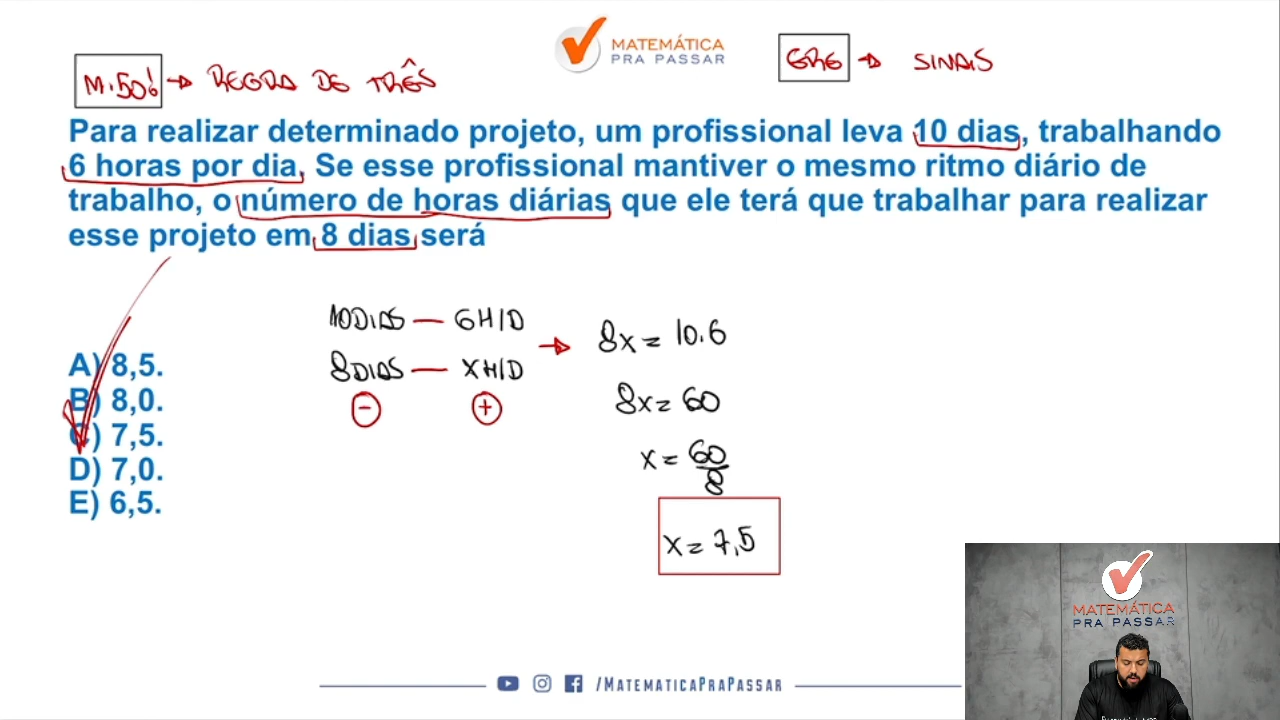 MATEMÁTICA
PRA PASSAR
M.50! → REGRA DE TRÊS
GRG → SINAIS
Para realizar determinado projeto, um profissional leva 10 dias, trabalhando
6 horas por dia. Se esse profissional mantiver o mesmo ritmo diário de
trabalho, o número de horas diárias que ele terá que trabalhar para realizar
esse projeto em 8 dias será
10DIAS — 6H/D →
8DIAS — XH/D
- +
8x = 10.6
8x = 60
x = 60/8
x = 7,5
A) 8,5.
B) 8,0.
C) 7,5.
D) 7,0.
E) 6,5.
MATEMÁTICA
PRA PASSAR
/MATEMATICAPRAPASSAR